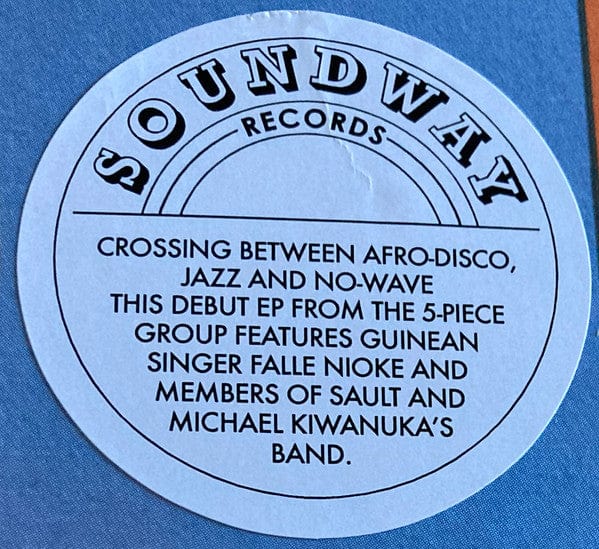 SOUNDWAY
RECORDS
CROSSING BETWEEN AFRO-DISCO,
JAZZ AND NO-WAVE
THIS DEBUT EP FROM THE 5-PIECE
GROUP FEATURES GUINEAN
SINGER FALLE NIOKE AND
MEMBERS OF SAULT AND
MICHAEL KIWANUKA'S
BAND.